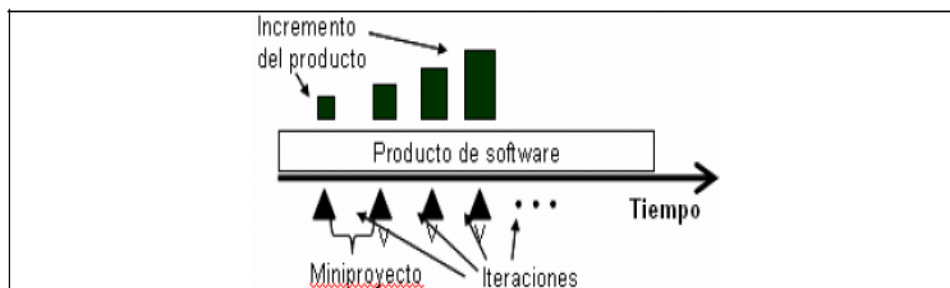 Incremento
del producto
Producto de software
Tiempo
Miniproyecto
Iteraciones